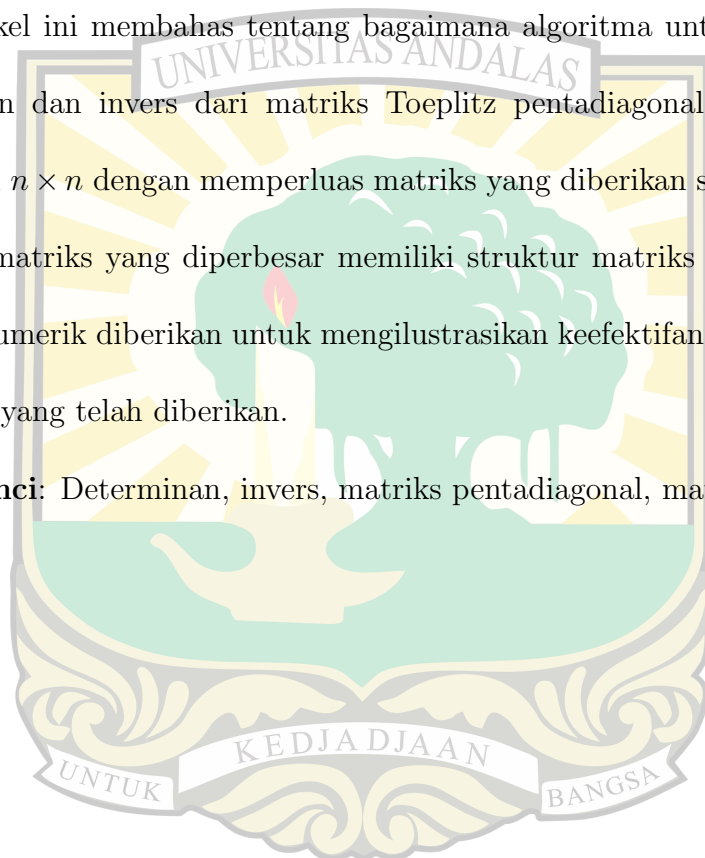 kel ini membahas tentang bagaimana algoritma unt
UNIVERSITAS ANDALAS
n dan invers dari matriks Toeplitz pentadiagonal
n × n dengan memperluas matriks yang diberikan s
matriks yang diperbesar memiliki struktur matriks
umerik diberikan untuk mengilustrasikan keefektifan
yang telah diberikan.
nci: Determinan, invers, matriks pentadiagonal, ma
UNTUK KEDJADJAAN BANGSA